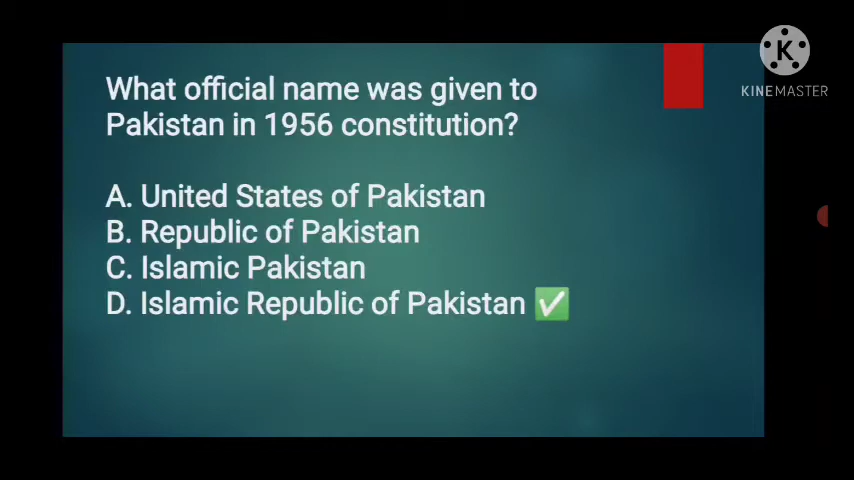 What official name was given to
Pakistan in 1956 constitution?
A. United States of Pakistan
B. Republic of Pakistan
C. Islamic Pakistan
D. Islamic Republic of Pakistan ✅
K
KINEMASTER